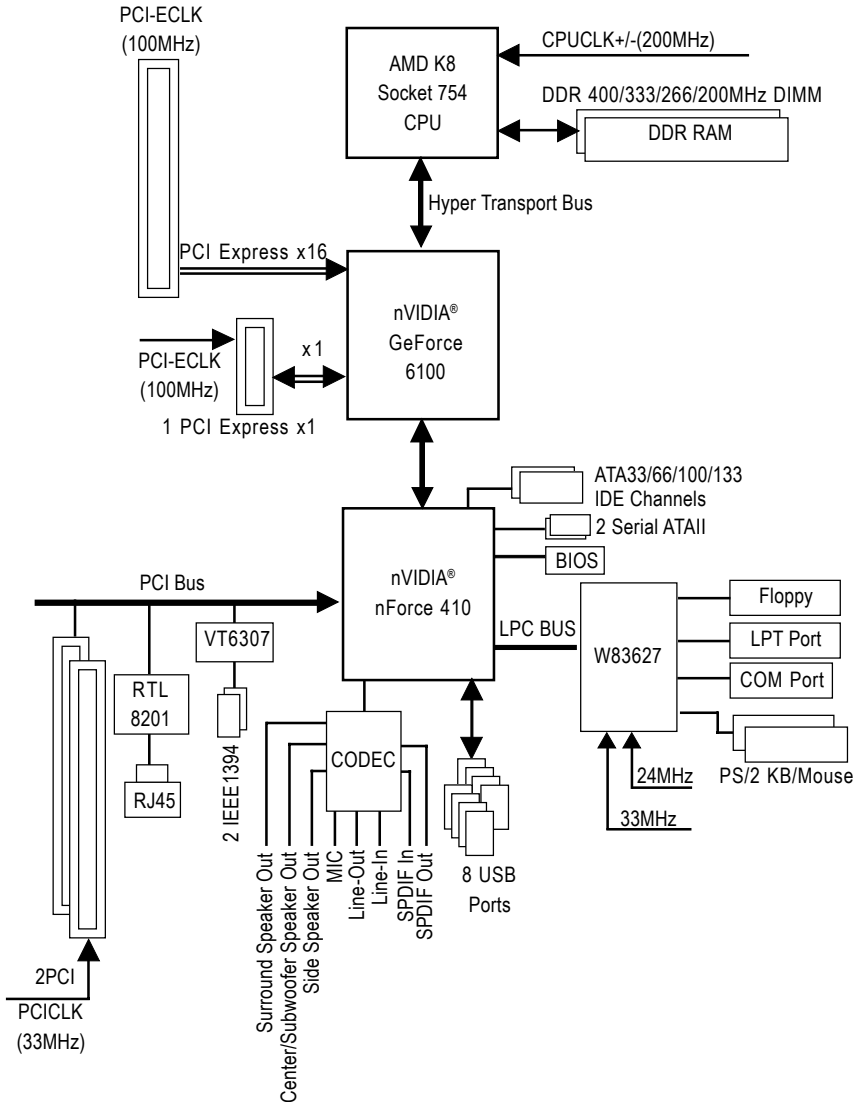 PCI-ECLK
(100MHz)
AMD K8
Socket 754
CPU
CPUCLK+/-(200MHz)
DDR 400/333/266/200MHz DIMM
DDR RAM
Hyper Transport Bus
PCI Express x16
nVIDIA®
GeForce
6100
PCI-ECLK
(100MHz)
x1
1 PCI Express x1
ATA33/66/100/133
IDE Channels
2 Serial ATAII
BIOS
nVIDIA®
nForce 410
PCI Bus
LPC BUS
W83627
Floppy
LPT Port
COM Port
PS/2 KB/Mouse
24MHz
33MHz
VT6307
RTL
8201
RJ45
2 IEEE1394
CODEC
Surround Speaker Out
Center/Subwoofer Speaker Out
Side Speaker Out
MIC
Line-Out
Line-In
SPDIF In
SPDIF Out
8 USB
Ports
2PCI
PCICLK
(33MHz)